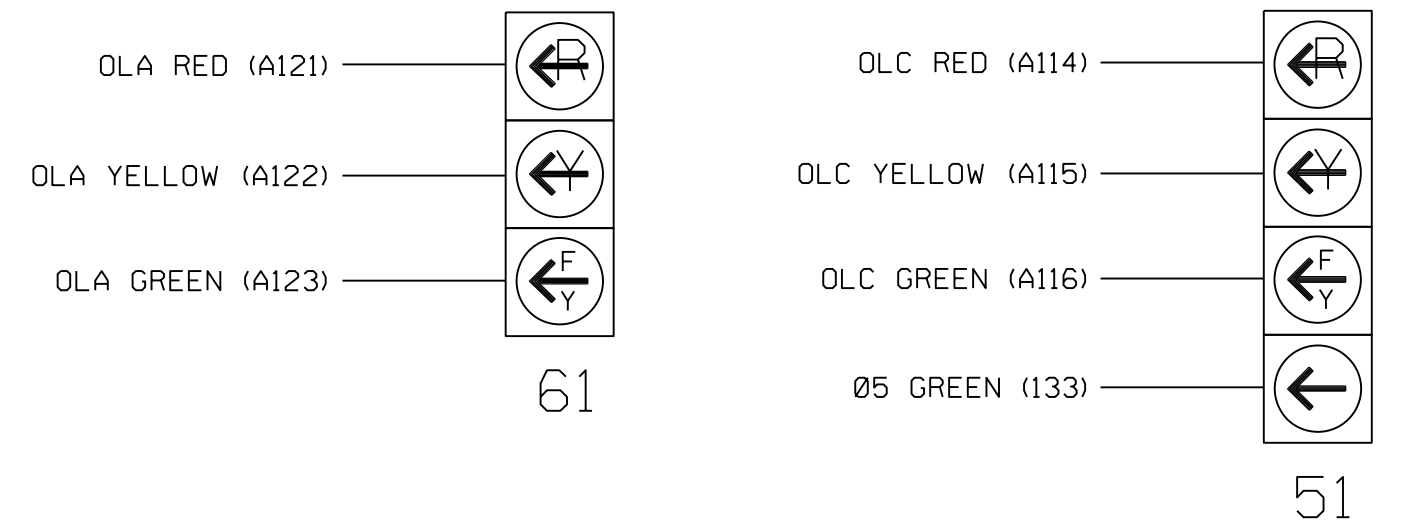 OLA RED (A121)
R
OLA YELLOW (A122)
Y
OLA GREEN (A123)
F
Y
61
OLC RED (A114)
R
OLC YELLOW (A115)
Y
OLC GREEN (A116)
F
Y
Ø5 GREEN (133)
51